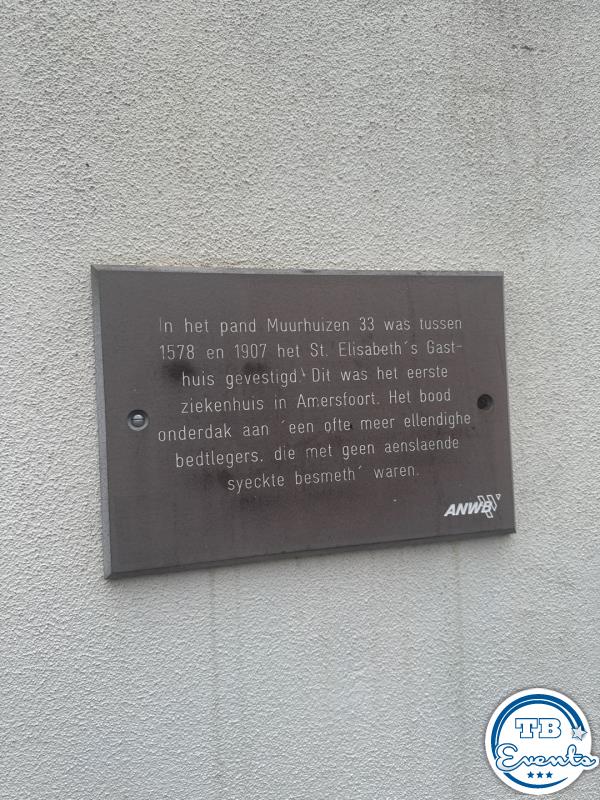 In het pand Muurhuizen 33 was tussen
1578 en 1907 het St. Elisabeth´s Gast-
huis gevestigd. Dit was het eerste
ziekenhuis in Amersfoort. Het bood
onderdak aan ´een ofte meer ellendighe
bedtlegers, die met geen aenslaende
syeckte besmeth´ waren.
ANWB
TB
Events